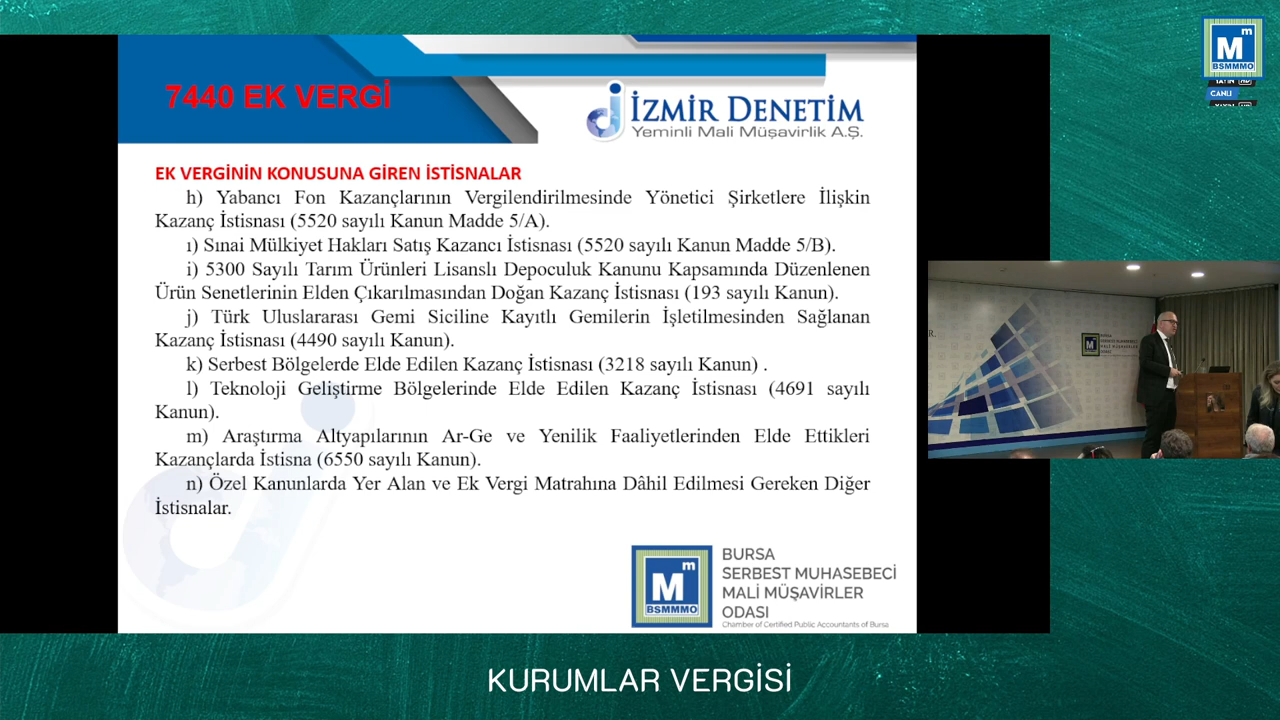 7440 EK VERGİ
İZMİR DENETİM
Yeminli Mali Müşavirlik A.Ş.
EK VERGİNİN KONUSUNA GİREN İSTİSNALAR
h) Yabancı Fon Kazançlarının Vergilendirilmesinde Yönetici Şirketlere İlişkin
Kazanç İstisnası (5520 sayılı Kanun Madde 5/A).
ı) Sınai Mülkiyet Hakları Satış Kazancı İstisnası (5520 sayılı Kanun Madde 5/B).
i) 5300 Sayılı Tarım Ürünleri Lisanslı Depoculuk Kanunu Kapsamında Düzenlenen
Ürün Senetlerinin Elden Çıkarılmasından Doğan Kazanç İstisnası (193 sayılı Kanun).
j) Türk Uluslararası Gemi Siciline Kayıtlı Gemilerin İşletilmesinden Sağlanan
Kazanç İstisnası (4490 sayılı Kanun).
k) Serbest Bölgelerde Elde Edilen Kazanç İstisnası (3218 sayılı Kanun) .
l) Teknoloji Geliştirme Bölgelerinde Elde Edilen Kazanç İstisnası (4691 sayılı
Kanun).
m) Araştırma Altyapılarının Ar-Ge ve Yenilik Faaliyetlerinden Elde Ettikleri
Kazançlarda İstisna (6550 sayılı Kanun).
n) Özel Kanunlarda Yer Alan ve Ek Vergi Matrahına Dâhil Edilmesi Gereken Diğer
İstisnalar.
Mm
BSMMMO
BURSA
SERBEST MUHASEBECİ
MALİ MÜŞAVİRLER
ODASI
Chamber of Certified Public Accountants of Bursa
Mm
BSMMMO
CANLI
KURUMLAR VERGİSİ